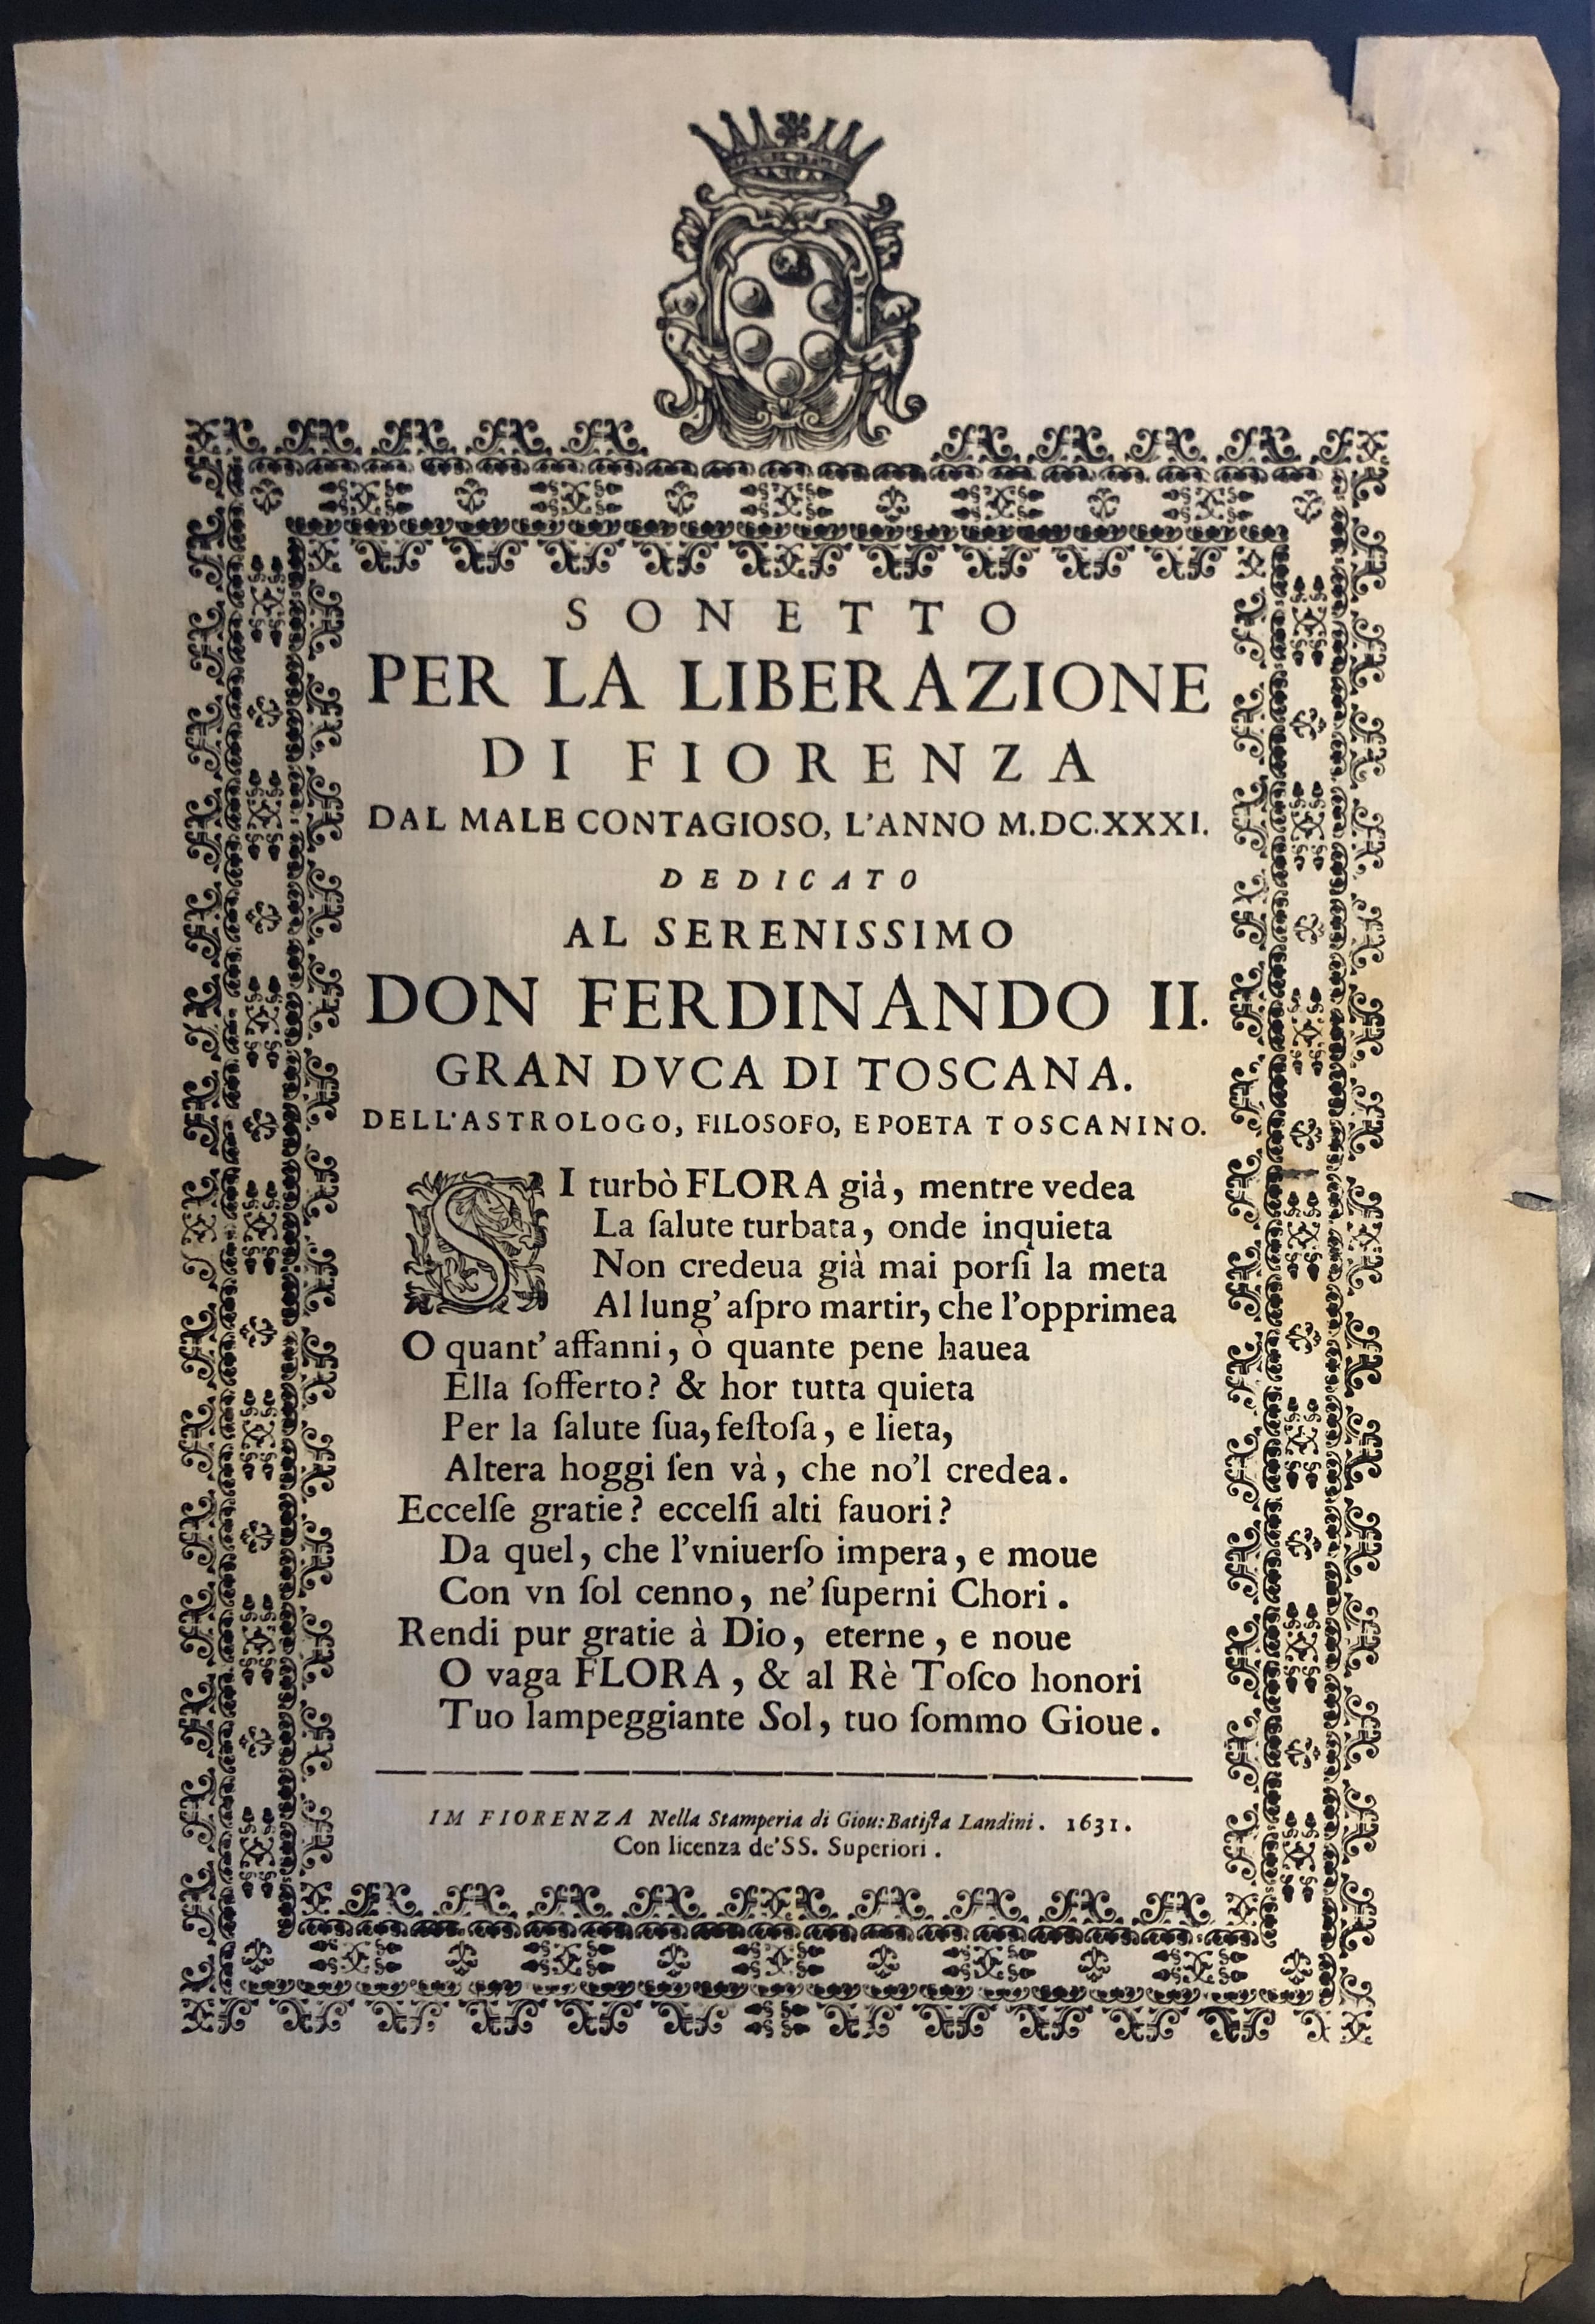 SONETTO
PER LA LIBERAZIONE
DI FIORENZA
DAL MALE CONTAGIOSO, L'ANNO M.DC.XXXI.
DEDICATO
AL SERENISSIMO
DON FERDINANDO II.
GRAN DVCA DI TOSCANA.
DELL'ASTROLOGO, FILOSOFO, E POETA TOSCANINO.
SI turbò FLORA già, mentre vedea
La ſalute turbata, onde inquieta
Non credeua già mai porſi la meta
Al lung' aſpro martir, che l'opprimea
O quant' affanni, ò quante pene hauea
Ella ſofferto? & hor tutta quieta
Per la ſalute ſua, feſtoſa, e lieta,
Altera hoggi ſen và, che no'l credea.
Eccelſe gratie? eccelſi alti fauori?
Da quel, che l'vniuerſo impera, e moue
Con vn ſol cenno, ne' ſuperni Chori.
Rendi pur gratie à Dio, eterne, e noue
O vaga FLORA, & al Rè Toſco honori
Tuo lampeggiante Sol, tuo ſommo Gioue.
IM FIORENZA Nella Stamperia di Giou: Batiſta Landini. 1631.
Con licenza de' SS. Superiori.